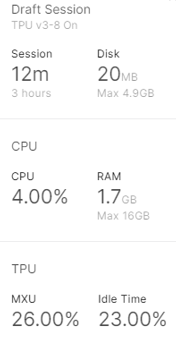 Draft Session
TPU v3-8 On
Session Disk
12m 20MB
3 hours Max 4.9GB
CPU
CPU RAM
4.00% 1.7GB
Max 16GB
TPU
MXU Idle Time
26.00% 23.00%